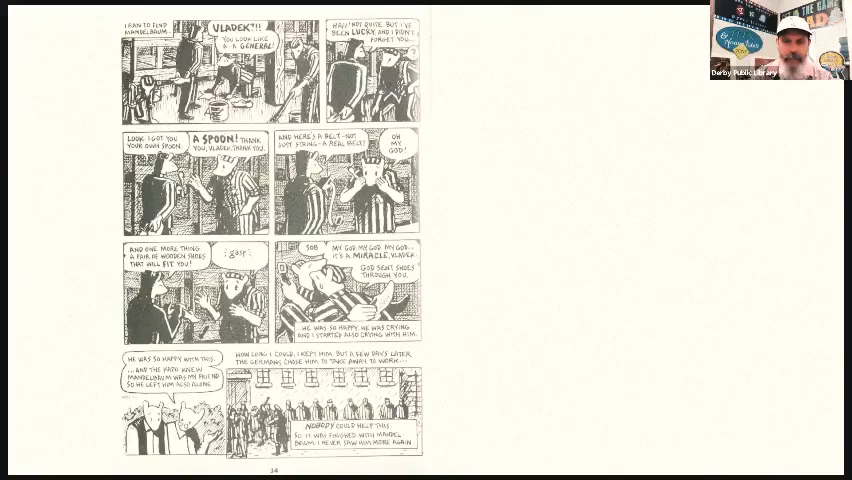 I RAN TO FIND
MANDELBAUM...
VLADEK?!!
YOU LOOK LIKE
A- A GENERAL!
HAH! NOT QUITE. BUT I'VE
BEEN LUCKY, AND I DIDN'T
FORGET YOU...
?
LOOK. I GOT YOU
YOUR OWN SPOON.
A SPOON! THANK
YOU, VLADEK. THANK YOU.
AND HERE'S A BELT-NOT
JUST STRING-A REAL BELT!
OH
MY
GOD!
AND ONE MORE THING
A PAIR OF WOODEN SHOES
THAT WILL FIT YOU!
gasp
SOB
MY GOD. MY GOD. MY GOD...
IT'S A MIRACLE, VLADEK.
GOD SENT SHOES
THROUGH YOU.
...HE WAS SO HAPPY. HE WAS CRYING
AND I STARTED ALSO CRYING WITH HIM.
HE WAS SO HAPPY WITH THIS.
...AND THE KAPO KNEW
MANDELBAUM WAS MY FRIEND
SO HE LEFT HIM ALSO ALONE.
HOW LONG I COULD, I KEPT HIM. BUT A FEW DAYS LATER
THE GERMANS CHOSE HIM TO TAKE AWAY TO WORK...
NOBODY COULD HELP THIS
SO. IT WAS FINISHED WITH MANDEL
BAUM. I NEVER SAW HIM MORE AGAIN
34
Derby Public Library